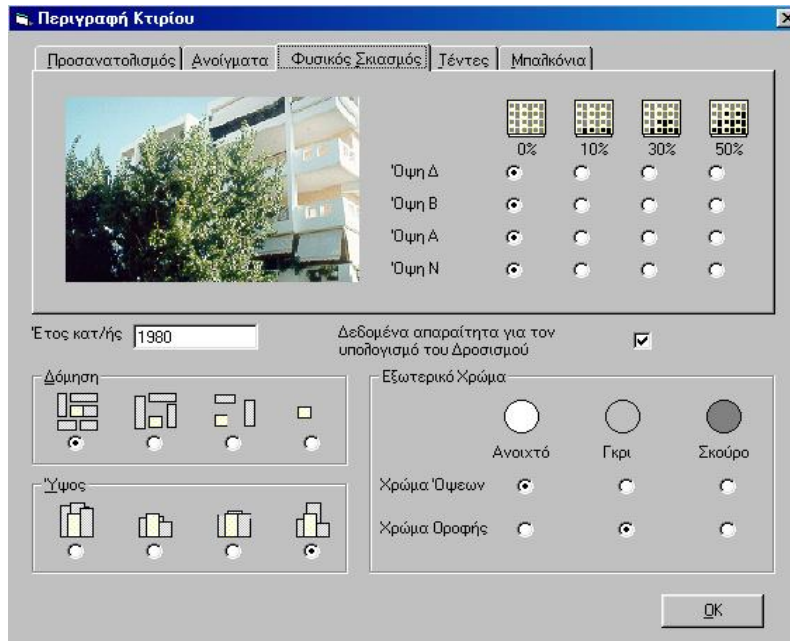 Περιγραφή Κτιρίου
Προσανατολισμός Ανοίγματα Φυσικός Σκιασμός Τέντες Μπαλκόνια
0% 10% 30% 50%
Όψη Δ
Όψη Β
Όψη Α
Όψη Ν
Έτος κατ/ής 1980
Δεδομένα απαραίτητα για τον
υπολογισμό του Δροσισμού
Δόμηση
Ύψος
Εξωτερικό Χρώμα
Ανοιχτό Γκρι Σκούρο
Χρώμα Όψεων
Χρώμα Οροφής
OK